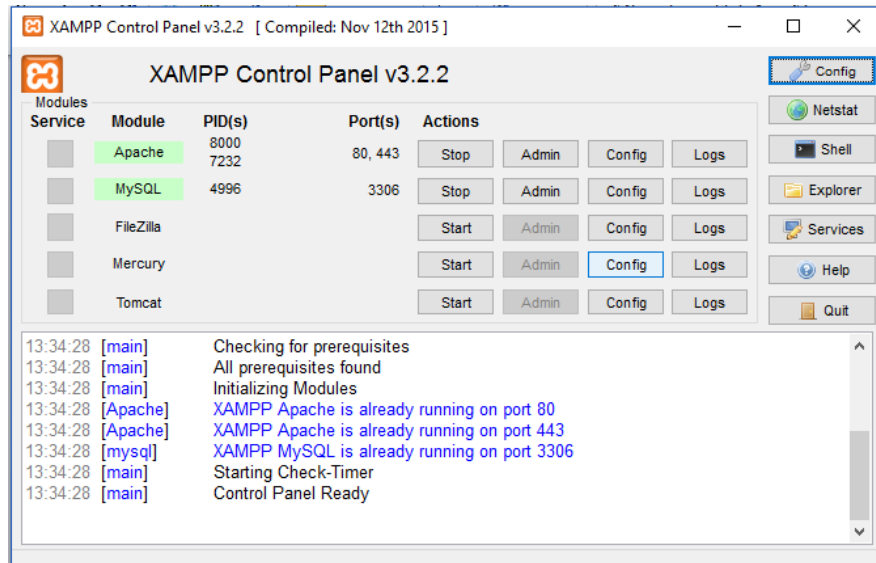 XAMPP Control Panel v3.2.2 [ Compiled: Nov 12th 2015 ]
XAMPP Control Panel v3.2.2
Config
Modules
Service Module PID(s) Port(s) Actions
Netstat
Apache 8000 7232 80, 443 Stop Admin Config Logs
Shell
MySQL 4996 3306 Stop Admin Config Logs
Explorer
FileZilla Start Admin Config Logs
Services
Mercury Start Admin Config Logs
Help
Tomcat Start Admin Config Logs
Quit
13:34:28 [main] Checking for prerequisites
13:34:28 [main] All prerequisites found
13:34:28 [main] Initializing Modules
13:34:28 [Apache] XAMPP Apache is already running on port 80
13:34:28 [Apache] XAMPP Apache is already running on port 443
13:34:28 [mysql] XAMPP MySQL is already running on port 3306
13:34:28 [main] Starting Check-Timer
13:34:28 [main] Control Panel Ready